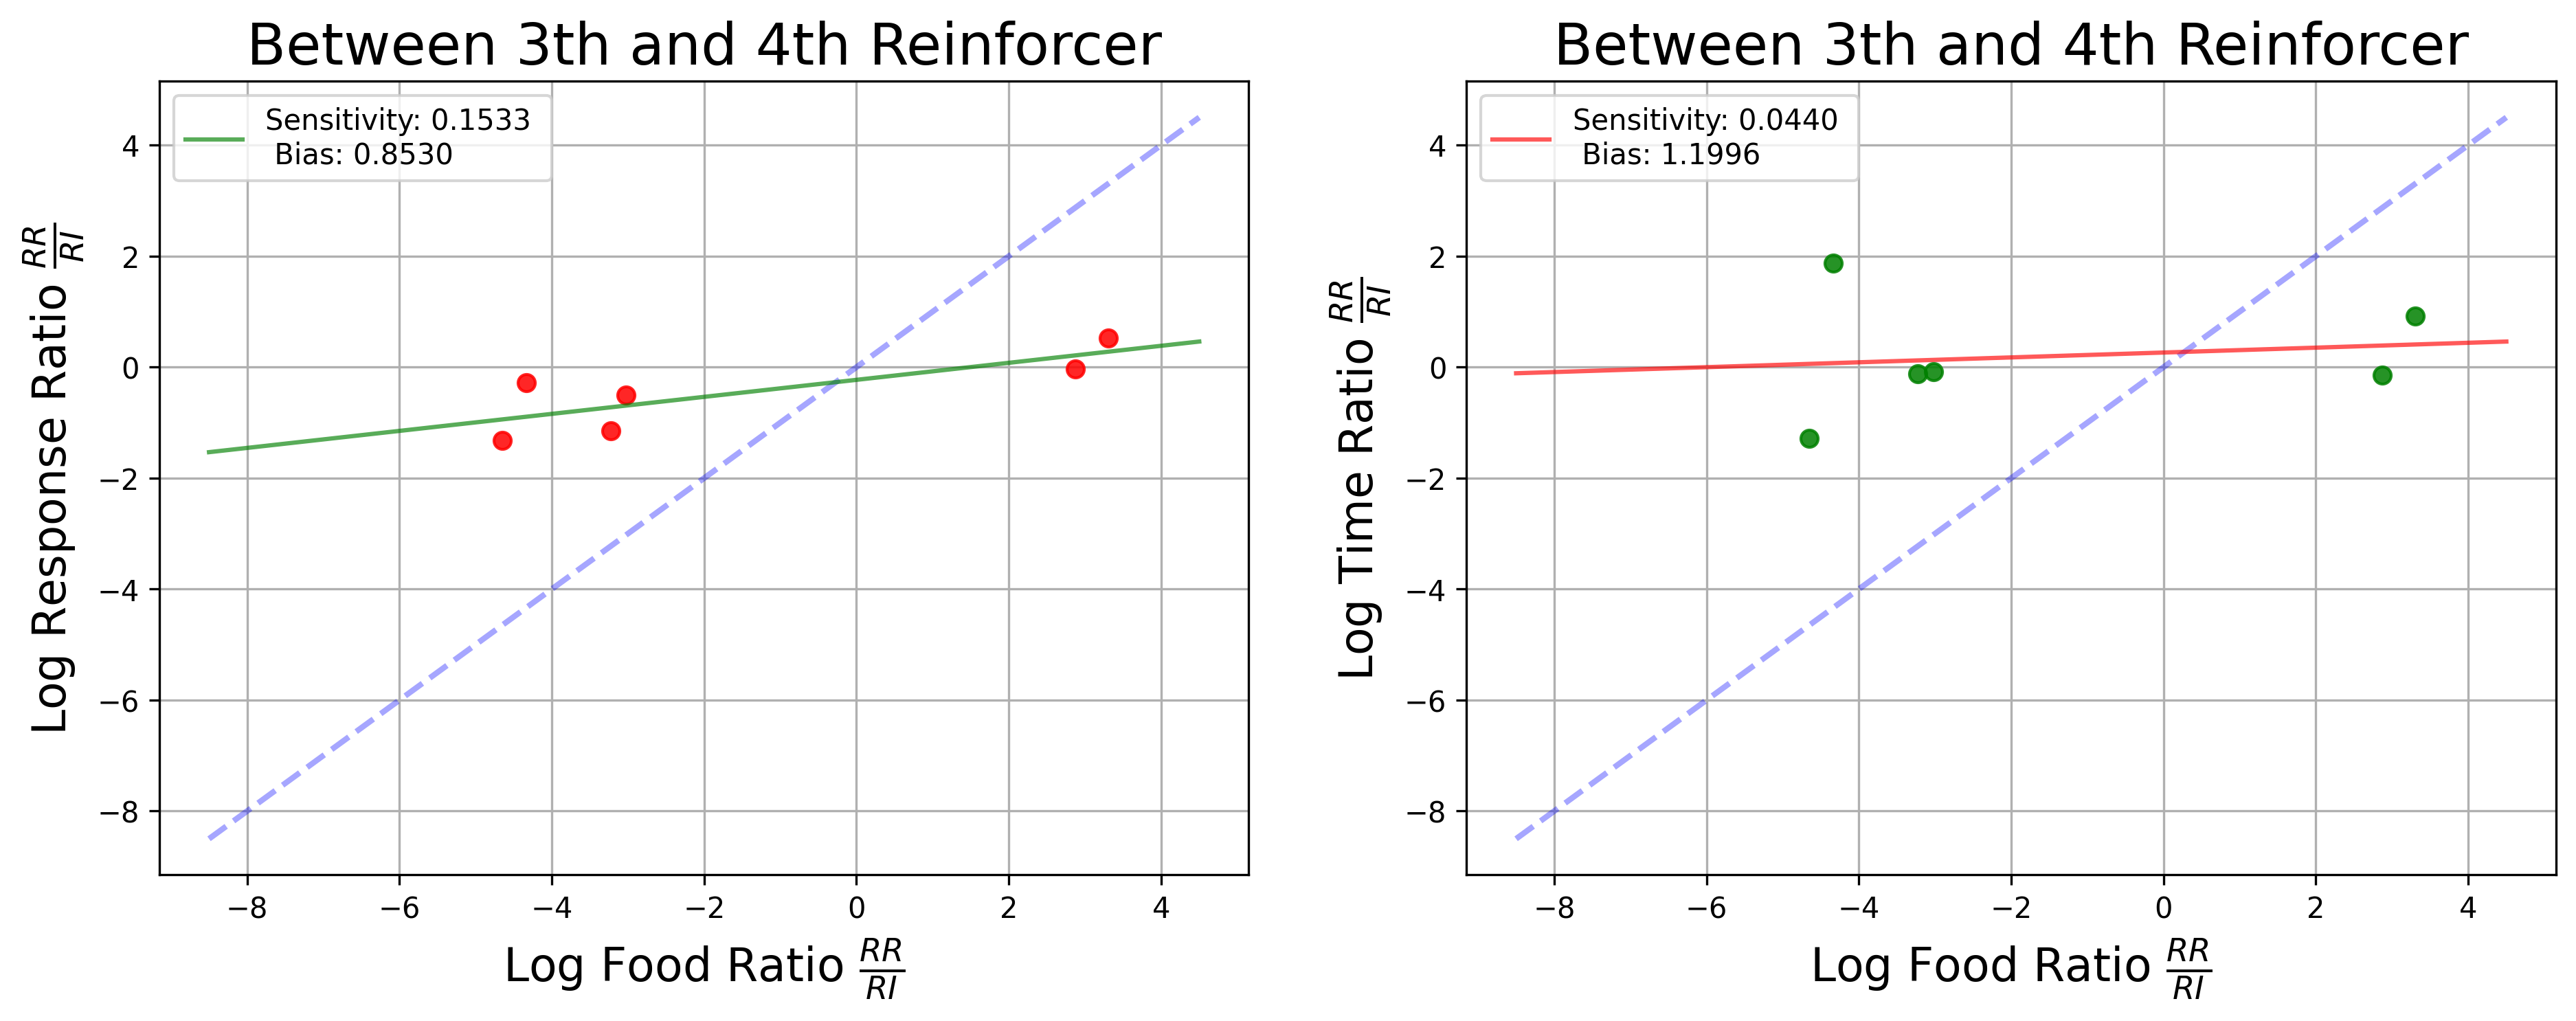 Between 3th and 4th Reinforcer
Sensitivity: 0.1533
Bias: 0.8530
4
2
0
−2
−4
−6
−8
Log Response Ratio RR/RI
−8 −6 −4 −2 0 2 4
Log Food Ratio RR/RI
Between 3th and 4th Reinforcer
Sensitivity: 0.0440
Bias: 1.1996
4
2
0
−2
−4
−6
−8
Log Time Ratio RR/RI
−8 −6 −4 −2 0 2 4
Log Food Ratio RR/RI